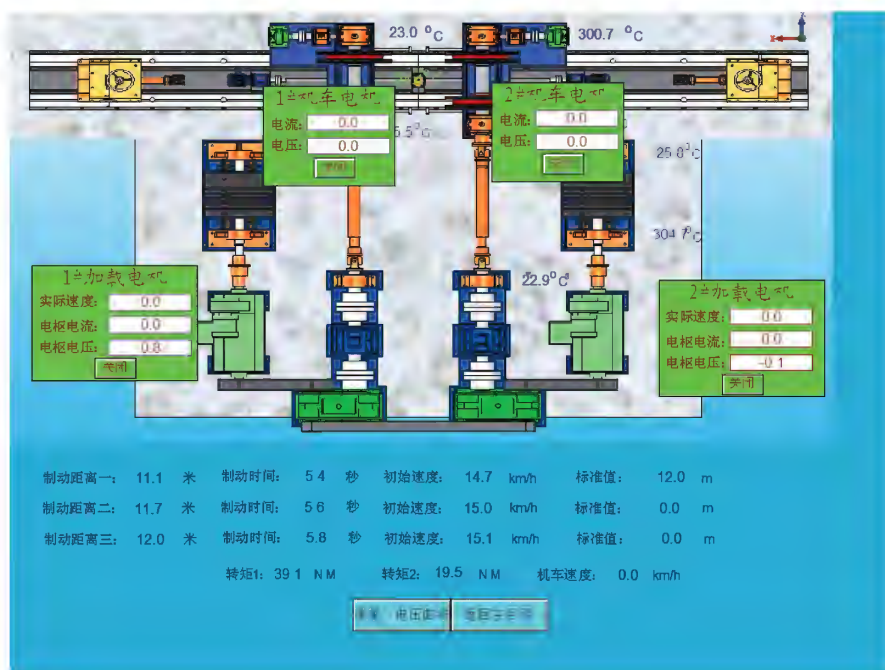 23.0 °C
300.7 °C
1#机车电机
电流: 0.0
电压: 0.0
关闭
2#机车电机
电流: 0.0
电压: 0.0
关闭
5.5°C
25.8°C
304.7°C
22.9°C
1#加载电机
实际速度: 0.0
电枢电流: 0.0
电枢电压: 0.8
关闭
2#加载电机
实际速度: 0.0
电枢电流: 0.0
电枢电压: -0.1
关闭
制动距离一: 11.1 米 制动时间: 5.4 秒 初始速度: 14.7 km/h 标准值: 12.0 m
制动距离二: 11.7 米 制动时间: 5.6 秒 初始速度: 15.0 km/h 标准值: 0.0 m
制动距离三: 12.0 米 制动时间: 5.8 秒 初始速度: 15.1 km/h 标准值: 0.0 m
转矩1: 39.1 NM 转矩2: 19.5 NM 机车速度: 0.0 km/h
电压曲线